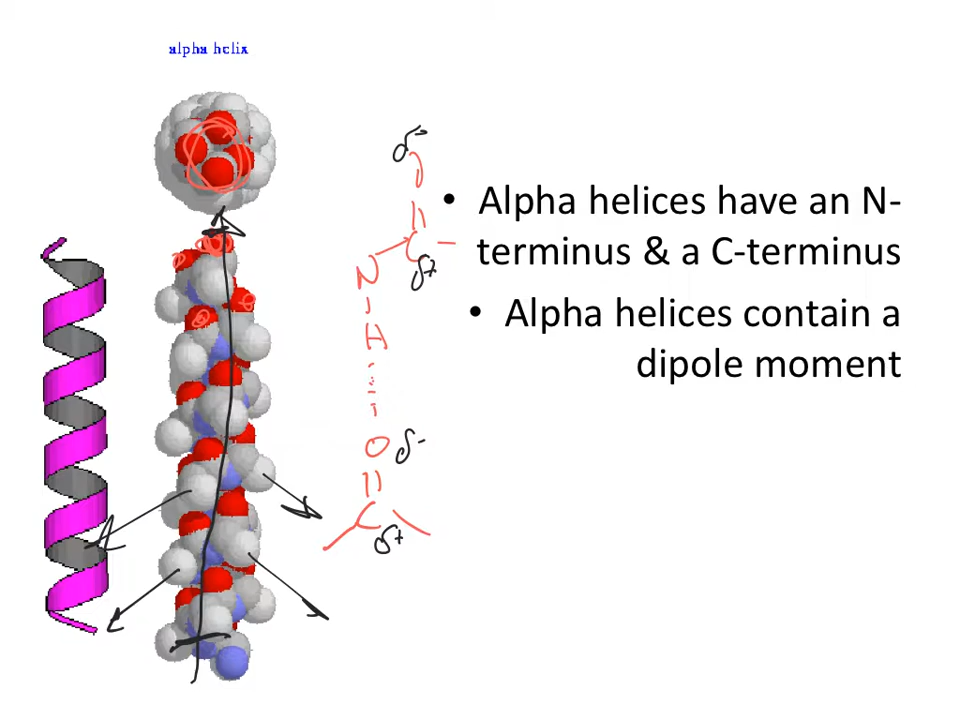 alpha helix
• Alpha helices have an N-
terminus & a C-terminus
• Alpha helices contain a
dipole moment
δ-
O
||
N - C -
δ+
H
O δ-
||
C
δ+